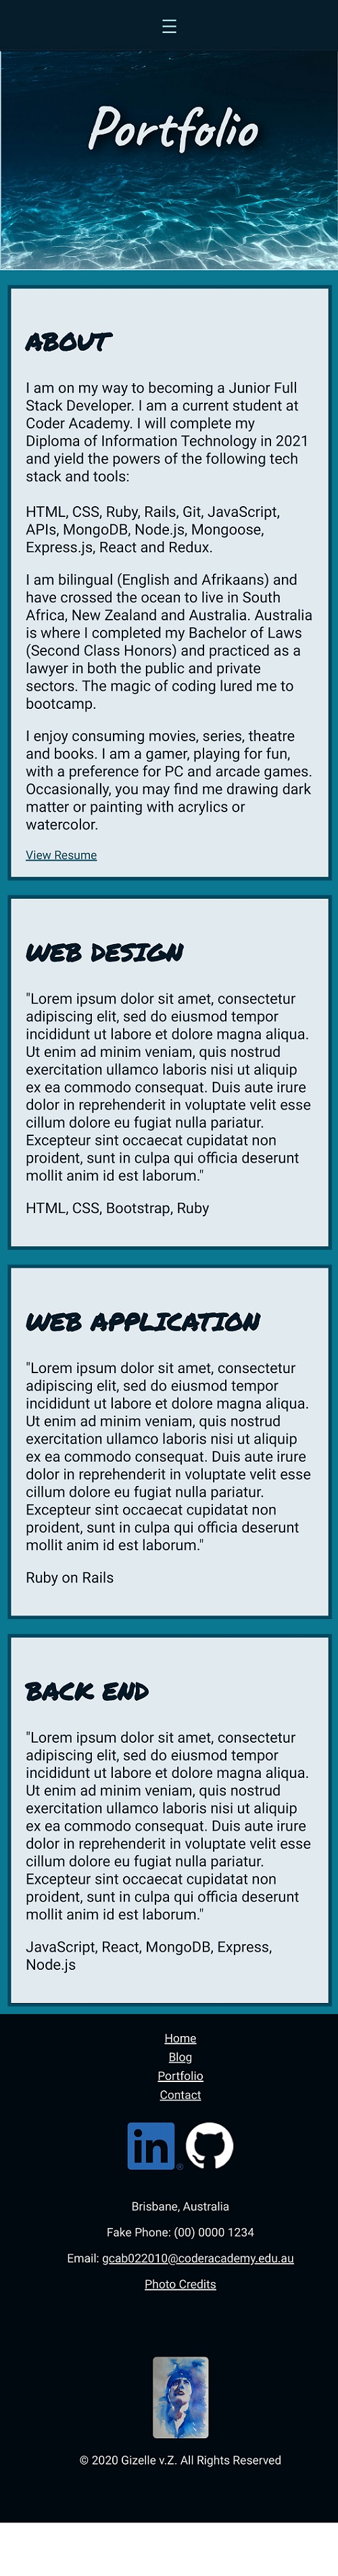 Portfolio
ABOUT
I am on my way to becoming a Junior Full
Stack Developer. I am a current student at
Coder Academy. I will complete my
Diploma of Information Technology in 2021
and yield the powers of the following tech
stack and tools:
HTML, CSS, Ruby, Rails, Git, JavaScript,
APIs, MongoDB, Node.js, Mongoose,
Express.js, React and Redux.
I am bilingual (English and Afrikaans) and
have crossed the ocean to live in South
Africa, New Zealand and Australia. Australia
is where I completed my Bachelor of Laws
(Second Class Honors) and practiced as a
lawyer in both the public and private
sectors. The magic of coding lured me to
bootcamp.
I enjoy consuming movies, series, theatre
and books. I am a gamer, playing for fun,
with a preference for PC and arcade games.
Occasionally, you may find me drawing dark
matter or painting with acrylics or
watercolor.
View Resume
WEB DESIGN
"Lorem ipsum dolor sit amet, consectetur
adipiscing elit, sed do eiusmod tempor
incididunt ut labore et dolore magna aliqua.
Ut enim ad minim veniam, quis nostrud
exercitation ullamco laboris nisi ut aliquip
ex ea commodo consequat. Duis aute irure
dolor in reprehenderit in voluptate velit esse
cillum dolore eu fugiat nulla pariatur.
Excepteur sint occaecat cupidatat non
proident, sunt in culpa qui officia deserunt
mollit anim id est laborum."
HTML, CSS, Bootstrap, Ruby
WEB APPLICATION
"Lorem ipsum dolor sit amet, consectetur
adipiscing elit, sed do eiusmod tempor
incididunt ut labore et dolore magna aliqua.
Ut enim ad minim veniam, quis nostrud
exercitation ullamco laboris nisi ut aliquip
ex ea commodo consequat. Duis aute irure
dolor in reprehenderit in voluptate velit esse
cillum dolore eu fugiat nulla pariatur.
Excepteur sint occaecat cupidatat non
proident, sunt in culpa qui officia deserunt
mollit anim id est laborum."
Ruby on Rails
BACK END
"Lorem ipsum dolor sit amet, consectetur
adipiscing elit, sed do eiusmod tempor
incididunt ut labore et dolore magna aliqua.
Ut enim ad minim veniam, quis nostrud
exercitation ullamco laboris nisi ut aliquip
ex ea commodo consequat. Duis aute irure
dolor in reprehenderit in voluptate velit esse
cillum dolore eu fugiat nulla pariatur.
Excepteur sint occaecat cupidatat non
proident, sunt in culpa qui officia deserunt
mollit anim id est laborum."
JavaScript, React, MongoDB, Express,
Node.js
Home
Blog
Portfolio
Contact
in ®
Brisbane, Australia
Fake Phone: (00) 0000 1234
Email: gcab022010@coderacademy.edu.au
Photo Credits
© 2020 Gizelle v.Z. All Rights Reserved